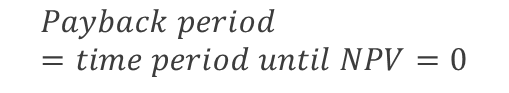 Payback period
= time period until NPV = 0